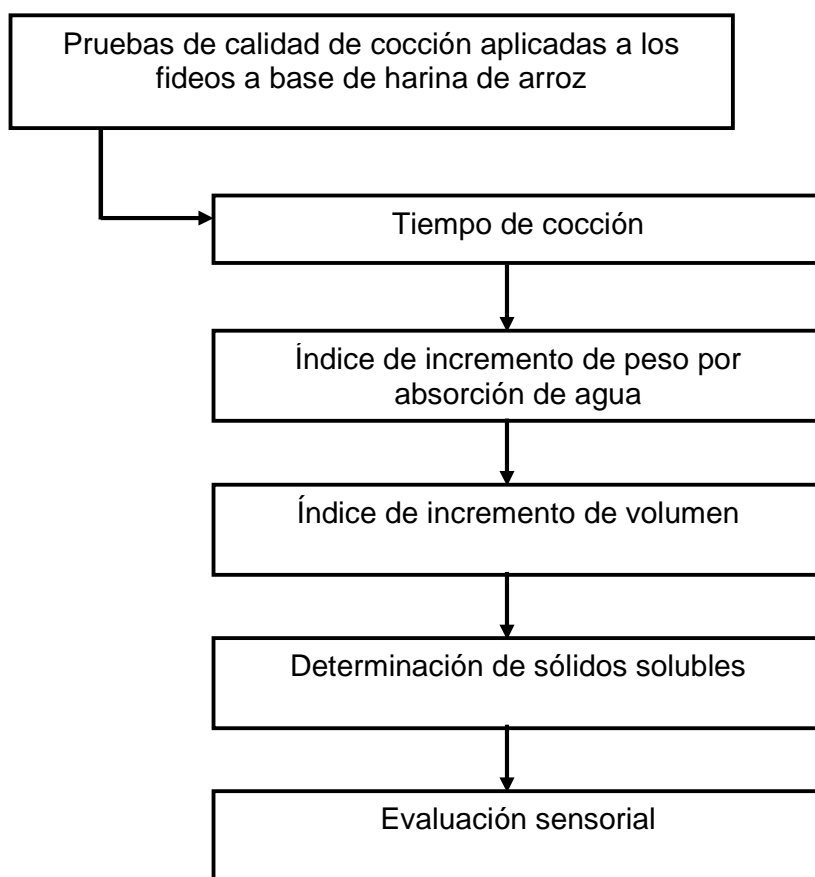 Pruebas de calidad de cocción aplicadas a los
fideos a base de harina de arroz
Tiempo de cocción
Índice de incremento de peso por
absorción de agua
Índice de incremento de volumen
Determinación de sólidos solubles
Evaluación sensorial